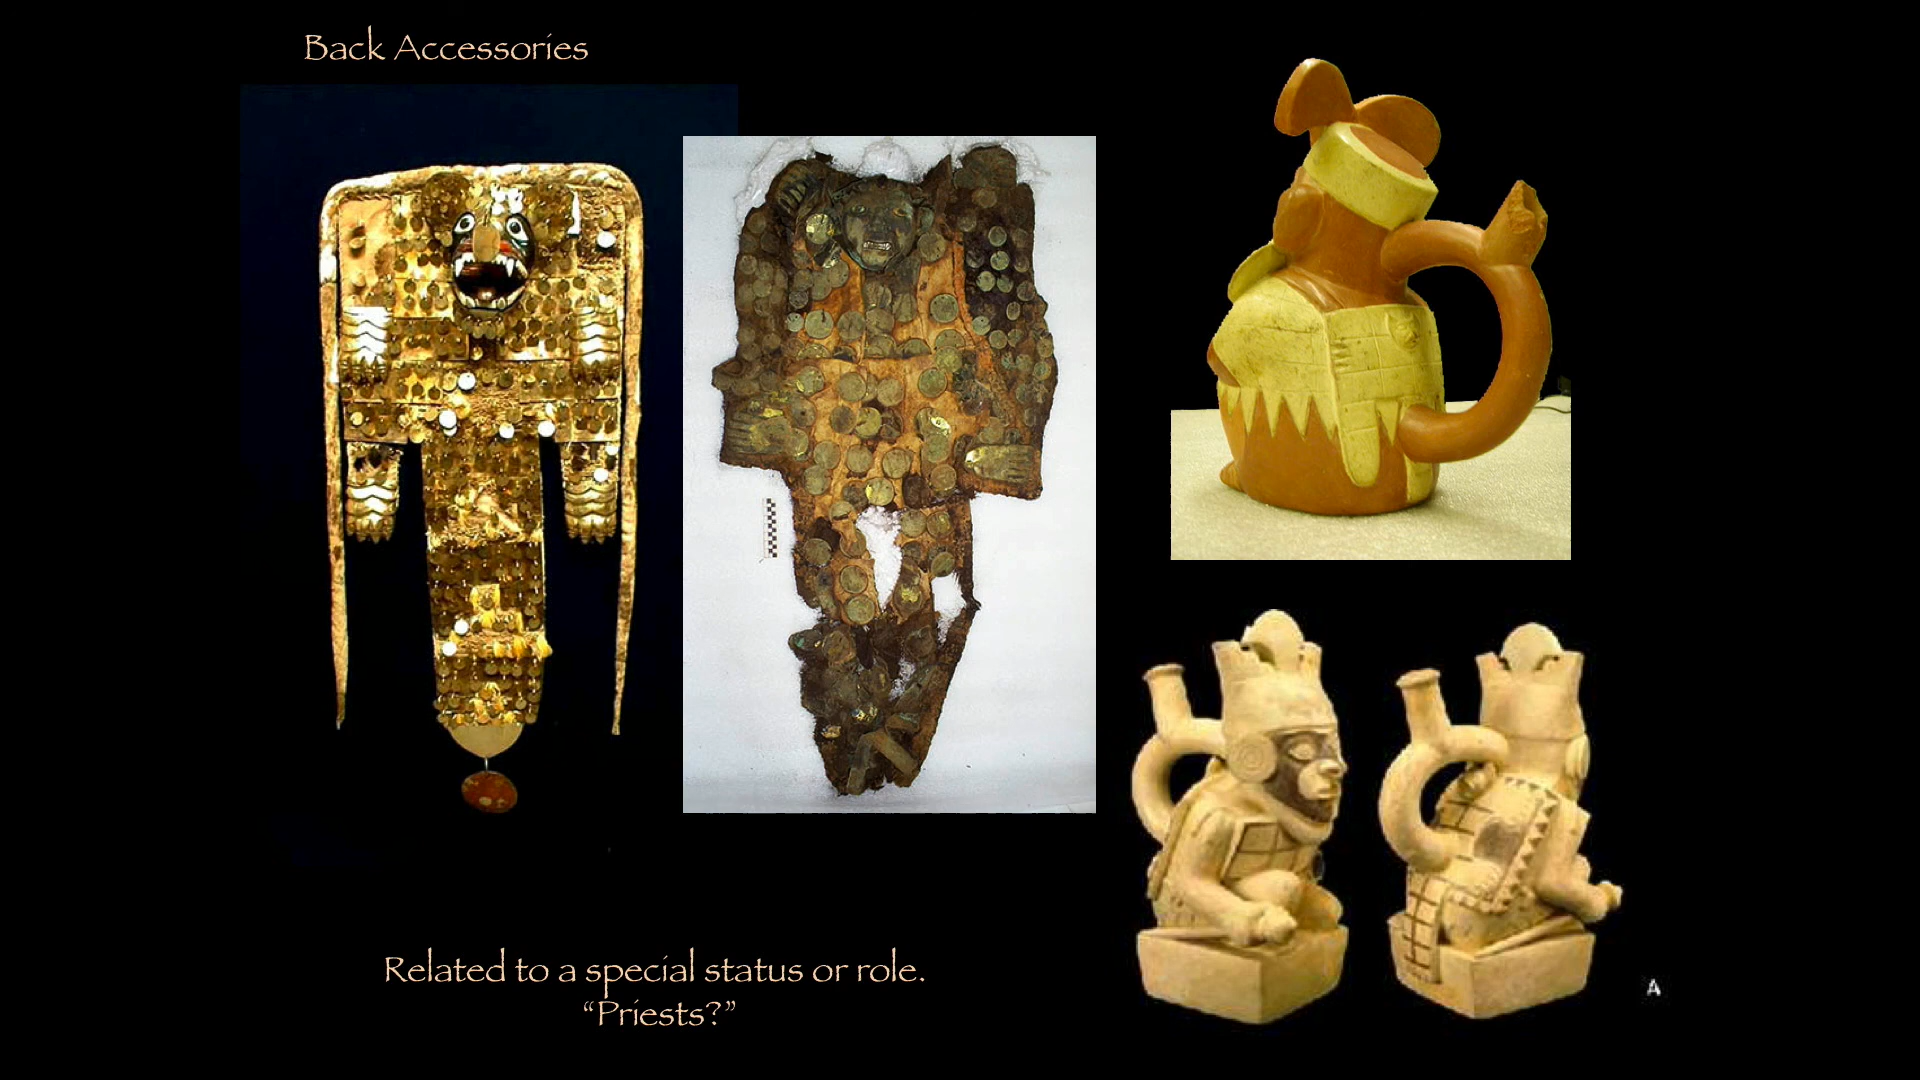 Back Accessories
Related to a special status or role.
“Priests?”
A